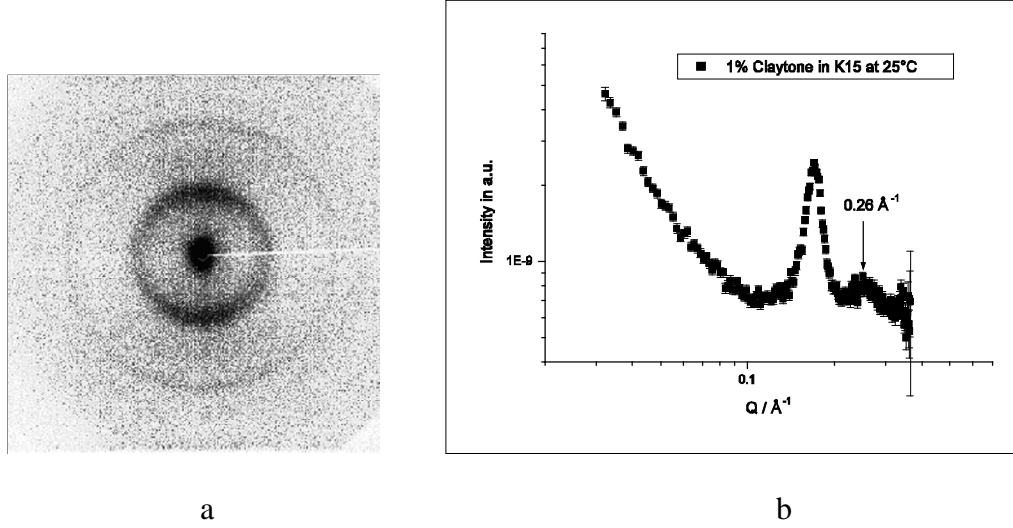 1% Claytone in K15 at 25°C
0.26 Å-1
Intensity in a.u.
1E-9
0.1
Q / Å-1
a
b